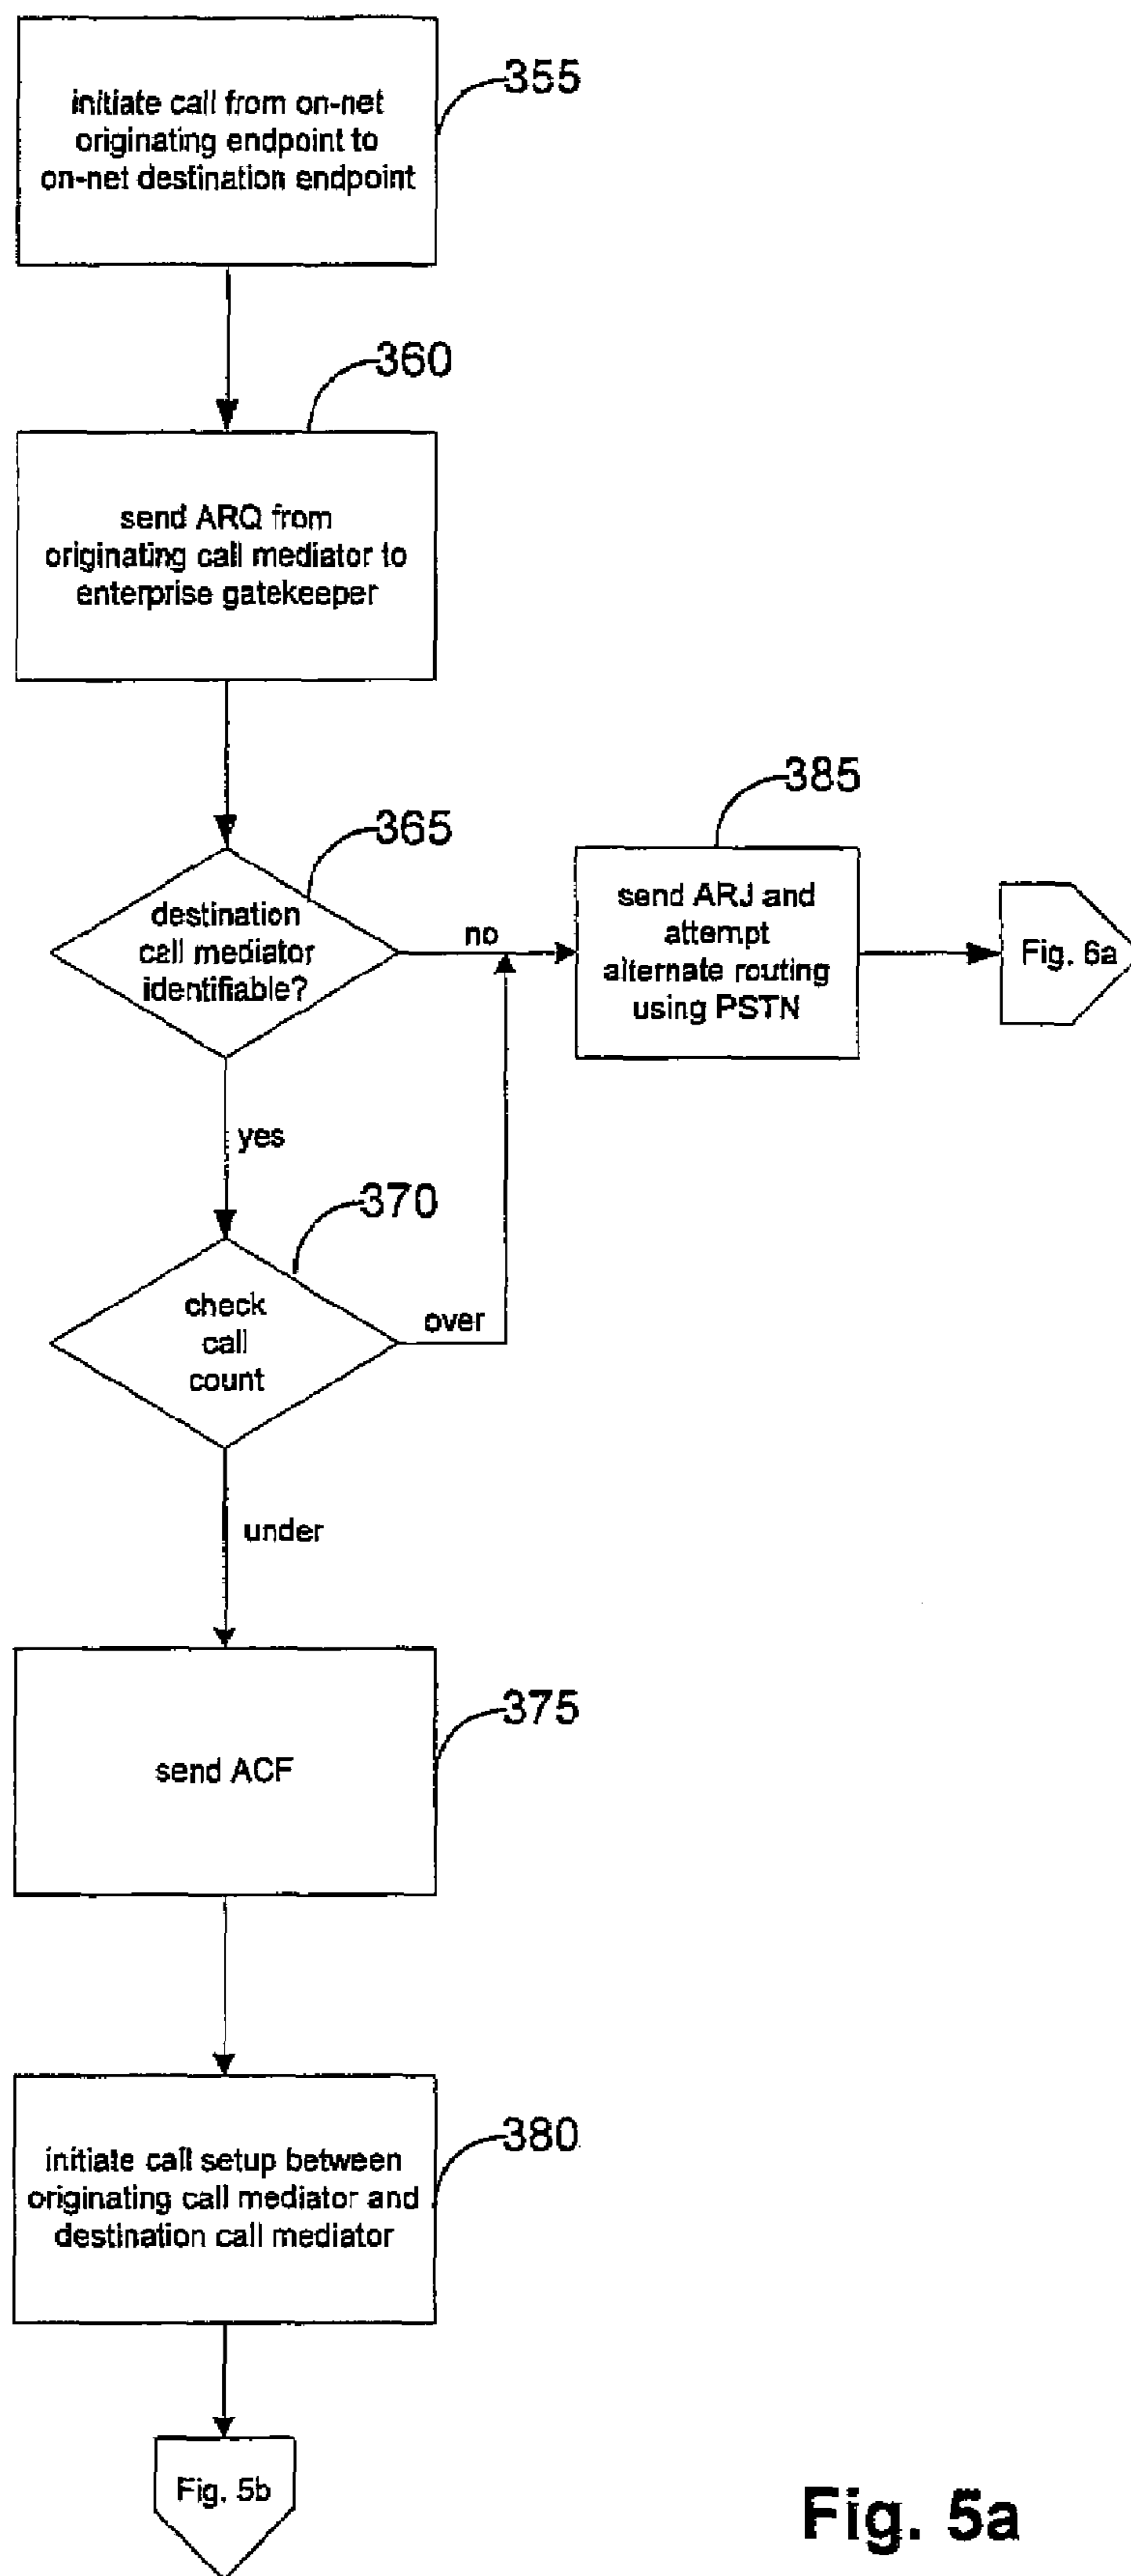 initiate call from on-net
originating endpoint to
on-net destination endpoint
355
360
send ARQ from
originating call mediator to
enterprise gatekeeper
365
destination
call mediator
identifiable?
no
385
send ARJ and
attempt
alternate routing
using PSTN
Fig. 6a
yes
370
check
call
count
over
under
375
send ACF
380
initiate call setup between
originating call mediator and
destination call mediator
Fig. 5b
Fig. 5a